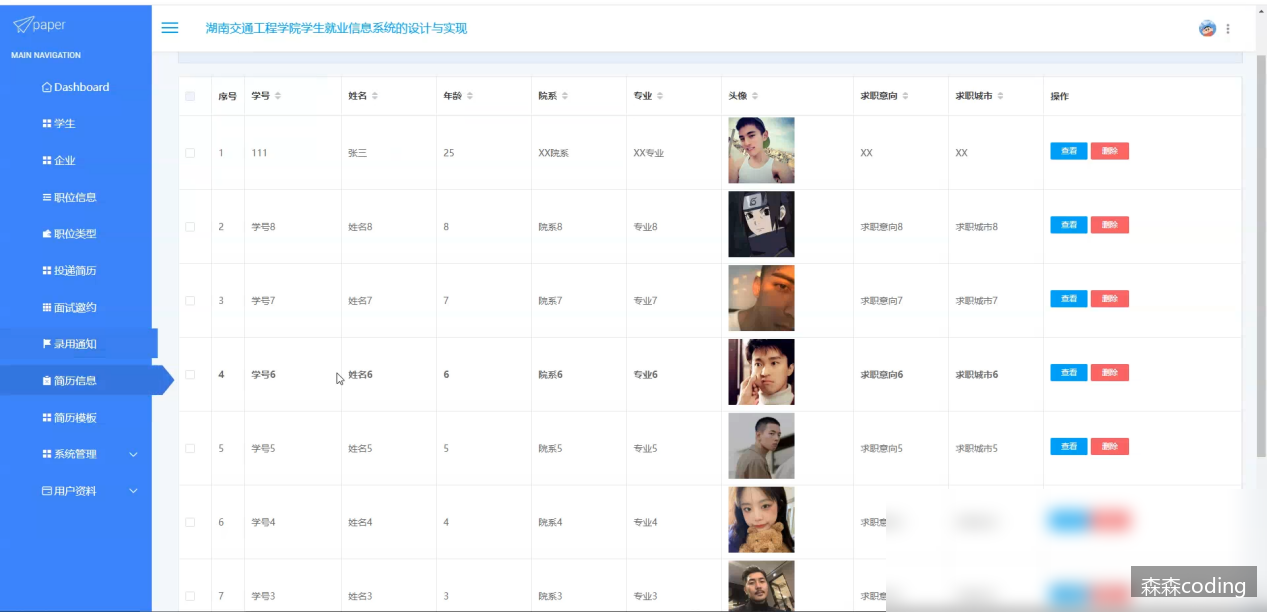 paper
湖南交通工程学院学生就业信息系统的设计与实现
MAIN NAVIGATION
Dashboard
学生
企业
职位信息
职位类型
投递简历
面试邀约
录用通知
简历信息
简历模板
系统管理
用户资料
序号 学号 姓名 年龄 院系 专业 头像 求职意向 求职城市 操作
1 111 张三 25 XX院系 XX专业 XX XX 查看 删除
2 学号8 姓名8 8 院系8 专业8 求职意向8 求职城市8 查看 删除
3 学号7 姓名7 7 院系7 专业7 求职意向7 求职城市7 查看 删除
4 学号6 姓名6 6 院系6 专业6 求职意向6 求职城市6 查看 删除
5 学号5 姓名5 5 院系5 专业5 求职意向5 求职城市5 查看 删除
6 学号4 姓名4 4 院系4 专业4 求职意
7 学号3 姓名3 3 院系3 专业3 求职意
森森coding